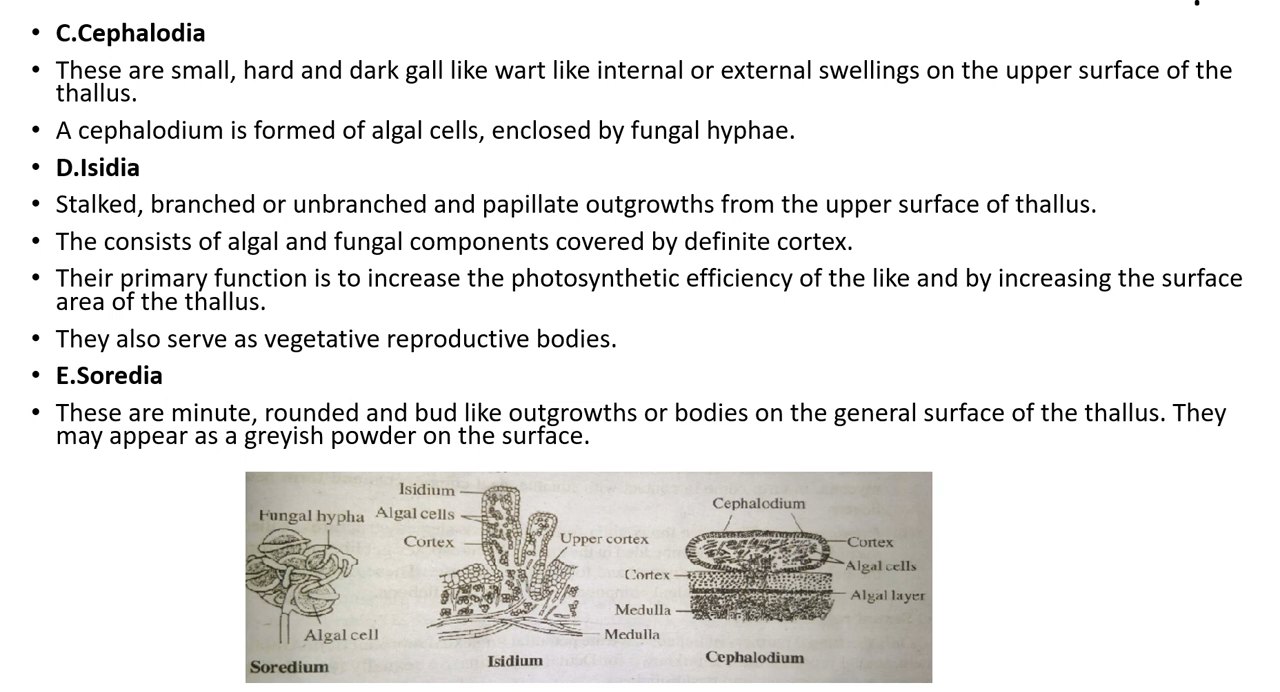 • C.Cephalodia
• These are small, hard and dark gall like wart like internal or external swellings on the upper surface of the
thallus.
• A cephalodium is formed of algal cells, enclosed by fungal hyphae.
• D.Isidia
• Stalked, branched or unbranched and papillate outgrowths from the upper surface of thallus.
• The consists of algal and fungal components covered by definite cortex.
• Their primary function is to increase the photosynthetic efficiency of the like and by increasing the surface
area of the thallus.
• They also serve as vegetative reproductive bodies.
• E.Soredia
• These are minute, rounded and bud like outgrowths or bodies on the general surface of the thallus. They
may appear as a greyish powder on the surface.
Fungal hypha
Algal cell
Soredium
Isidium
Algal cells
Cortex
Upper cortex
Medulla
Isidium
Cephalodium
Cortex
Algal cells
Cortex
Algal layer
Medulla
Cephalodium